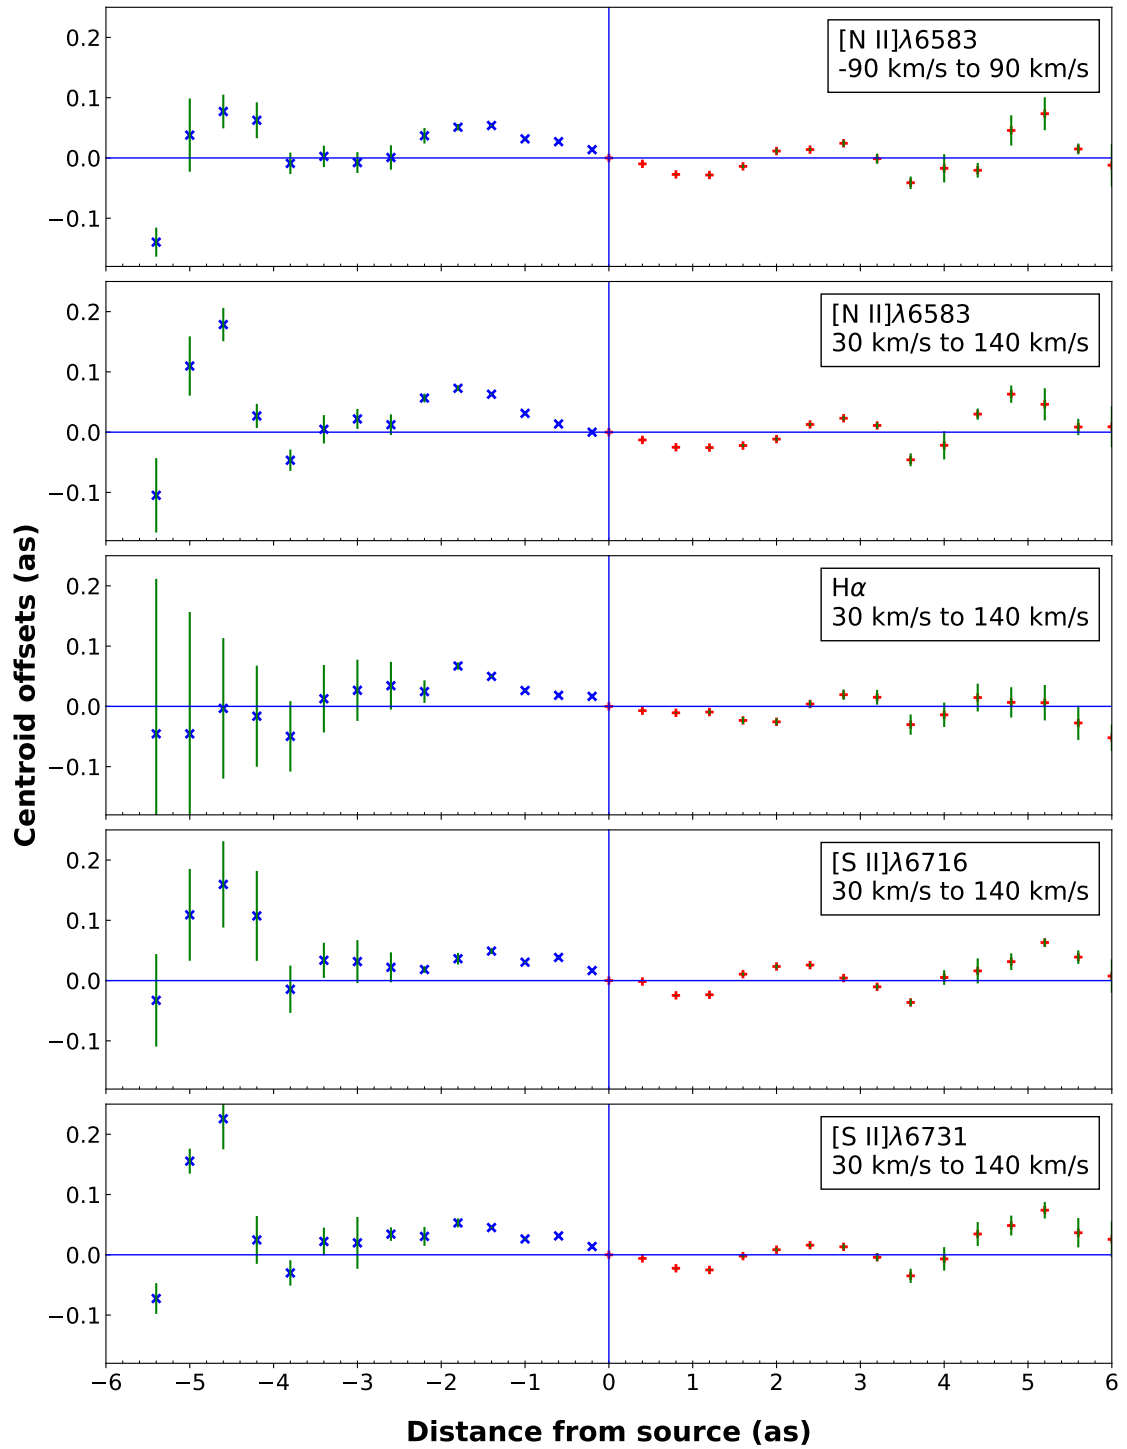 Centroid offsets (as)
0.2
0.1
0.0
−0.1
[N II]λ6583
-90 km/s to 90 km/s
0.2
0.1
0.0
−0.1
[N II]λ6583
30 km/s to 140 km/s
0.2
0.1
0.0
−0.1
Hα
30 km/s to 140 km/s
0.2
0.1
0.0
−0.1
[S II]λ6716
30 km/s to 140 km/s
0.2
0.1
0.0
−0.1
[S II]λ6731
30 km/s to 140 km/s
−6 −5 −4 −3 −2 −1 0 1 2 3 4 5 6
Distance from source (as)